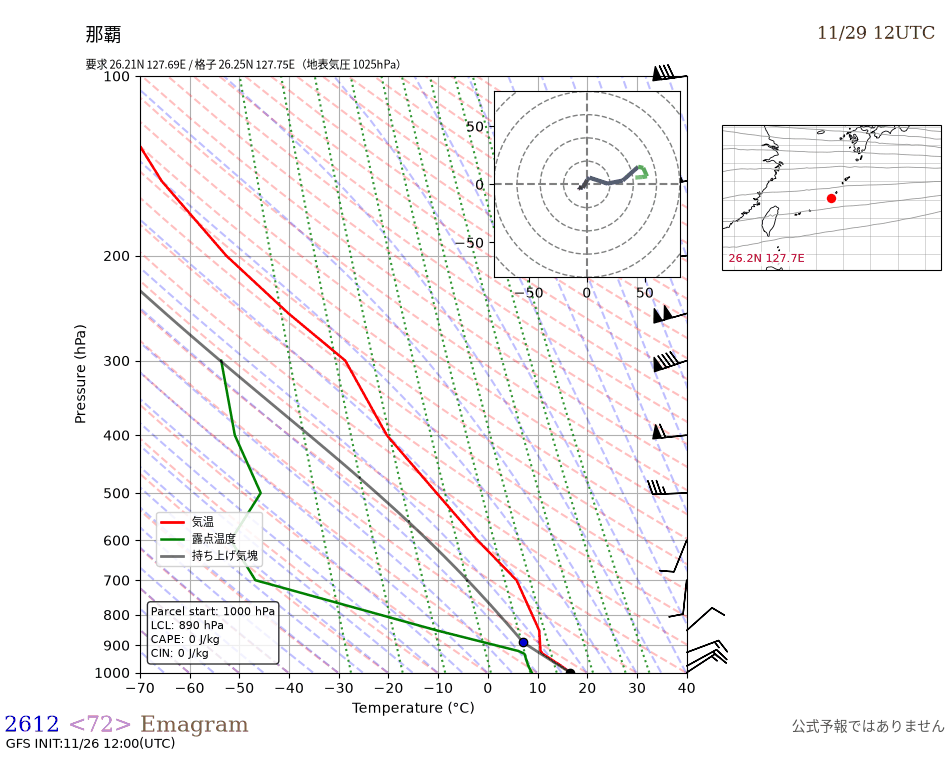 那覇
11/29 12UTC
要求 26.21N 127.69E / 格子 26.25N 127.75E（地表気圧 1025hPa）
100
200
300
400
500
600
700
800
900
1000
Pressure (hPa)
−70 −60 −50 −40 −30 −20 −10 0 10 20 30 40
Temperature (°C)
50
0
−50
−50 0 50
26.2N 127.7E
気温
露点温度
持ち上げ気塊
Parcel start: 1000 hPa
LCL: 890 hPa
CAPE: 0 J/kg
CIN: 0 J/kg
2612 <72> Emagram
公式予報ではありません
GFS INIT:11/26 12:00(UTC)